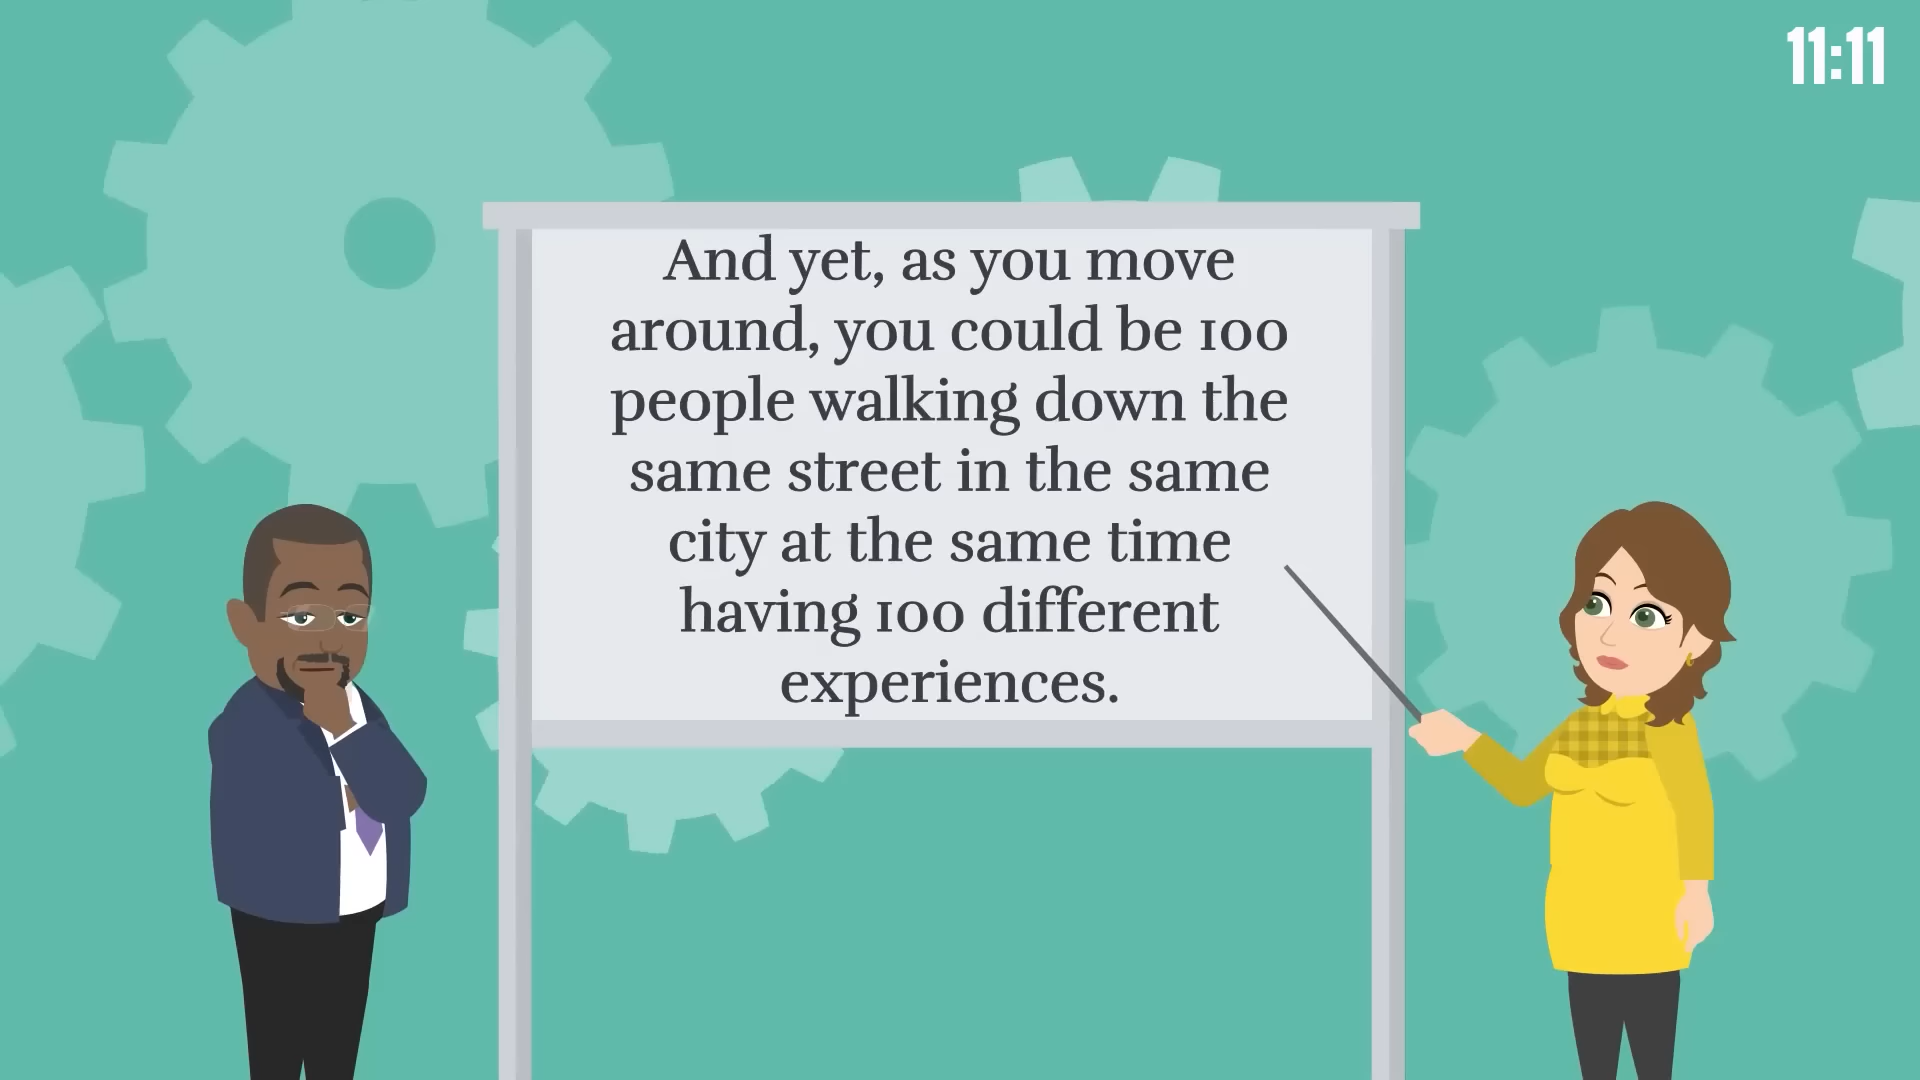 11:11
And yet, as you move
around, you could be 100
people walking down the
same street in the same
city at the same time
having 100 different
experiences.